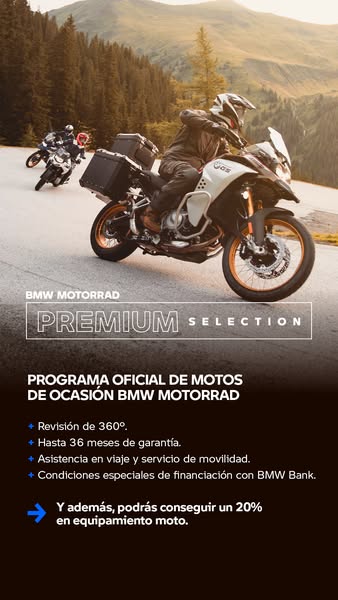 GS
BMW MOTORRAD
PREMIUM SELECTION
PROGRAMA OFICIAL DE MOTOS
DE OCASIÓN BMW MOTORRAD
+ Revisión de 360º.
+ Hasta 36 meses de garantía.
+ Asistencia en viaje y servicio de movilidad.
+ Condiciones especiales de financiación con BMW Bank.
Y además, podrás conseguir un 20%
en equipamiento moto.